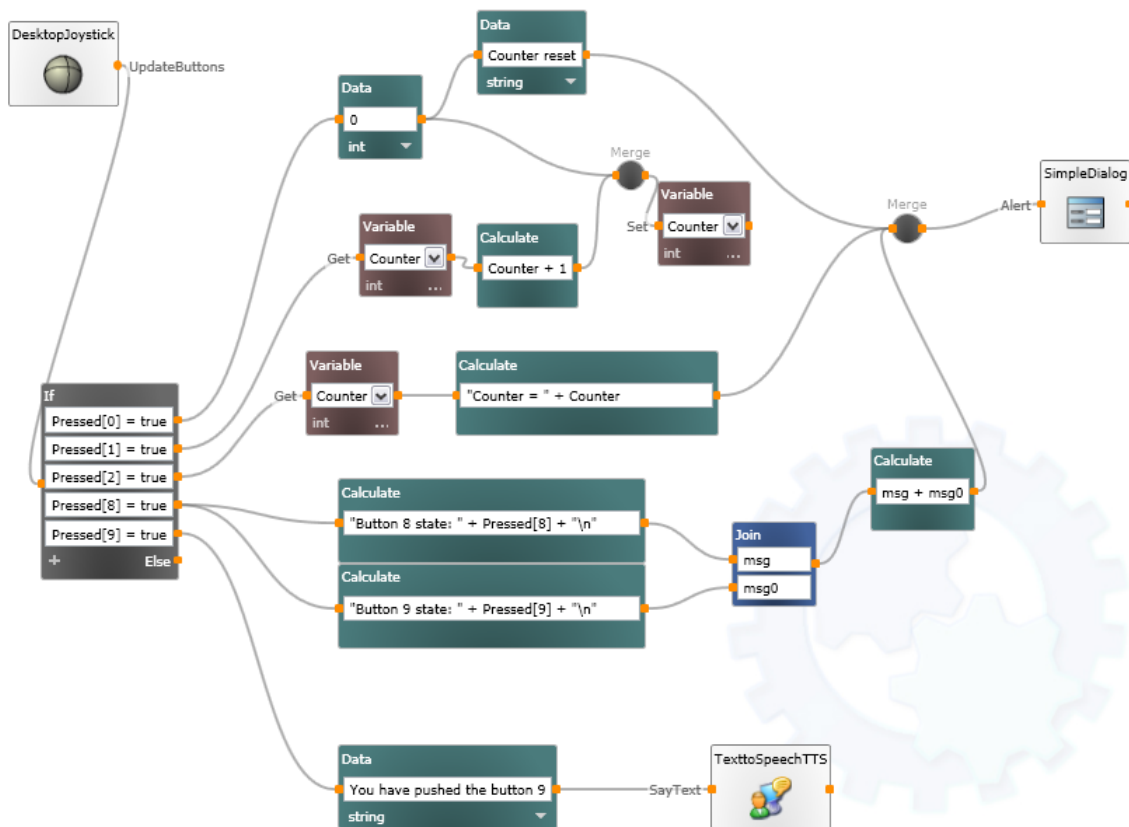 DesktopJoystick
UpdateButtons
Data
Counter reset
string
Data
0
int
Merge
Variable
Set
Counter
int
...
Variable
Get
Counter
int
...
Calculate
Counter + 1
Merge
SimpleDialog
Alert
Variable
Get
Counter
int
...
Calculate
"Counter = " + Counter
If
Pressed[0] = true
Pressed[1] = true
Pressed[2] = true
Pressed[8] = true
Pressed[9] = true
+
Else
Calculate
"Button 8 state: " + Pressed[8] + "\n"
Calculate
"Button 9 state: " + Pressed[9] + "\n"
Join
msg
msg0
Calculate
msg + msg0
Data
You have pushed the button 9
string
SayText
TexttoSpeechTTS